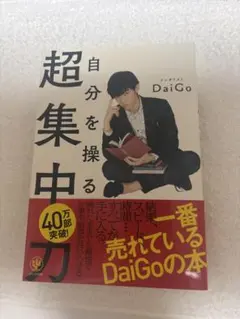 メンタリスト
DaiGo
自分を操る
超集中力
40万部
突破!
一番
売れている
DaiGoの本